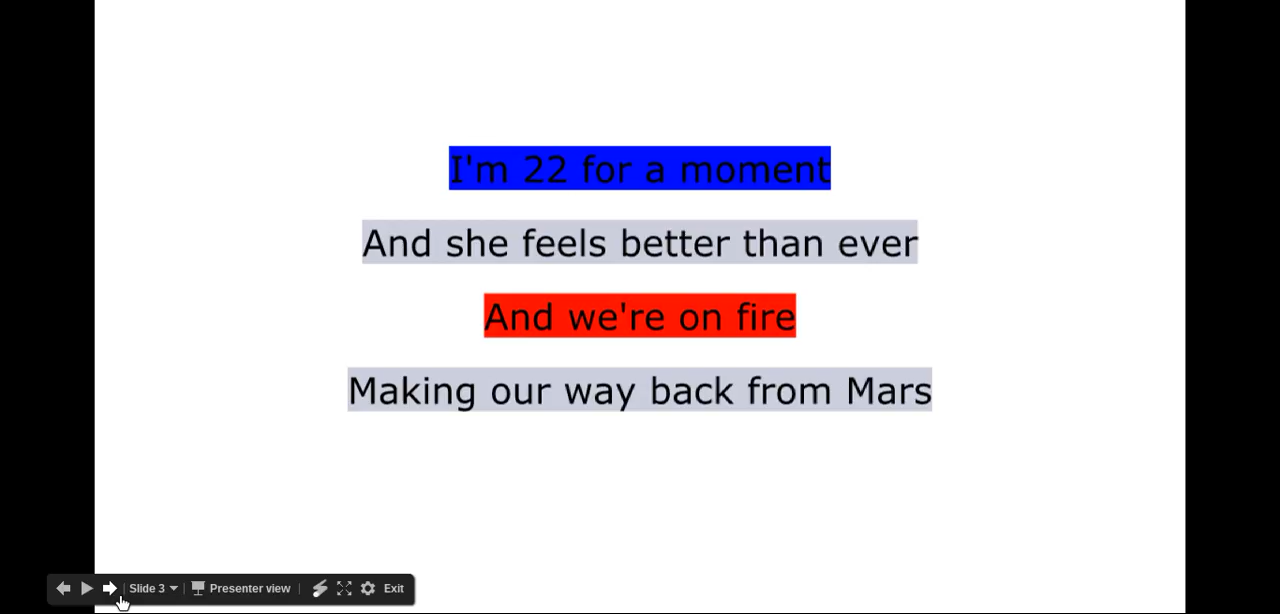 I'm 22 for a moment
And she feels better than ever
And we're on fire
Making our way back from Mars
Slide 3
Presenter view
Exit